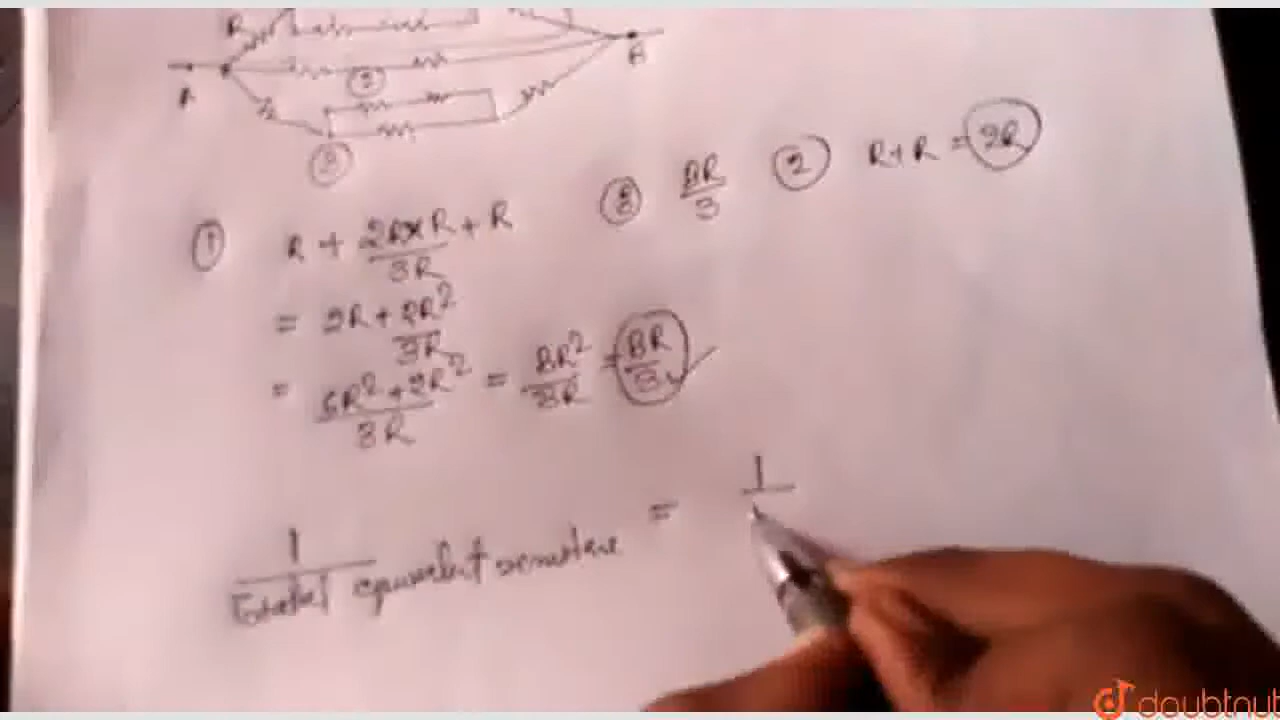 R
A
B
②
③
① R + 2R×R/3R + R ③ 8R/3 ② R+R = 2R
= 2R + 2R²/3R
= 6R²+2R²/3R = 8R²/3R = 8R/3 ✓
1/Total equivalent resistance = 1/
doubtnut